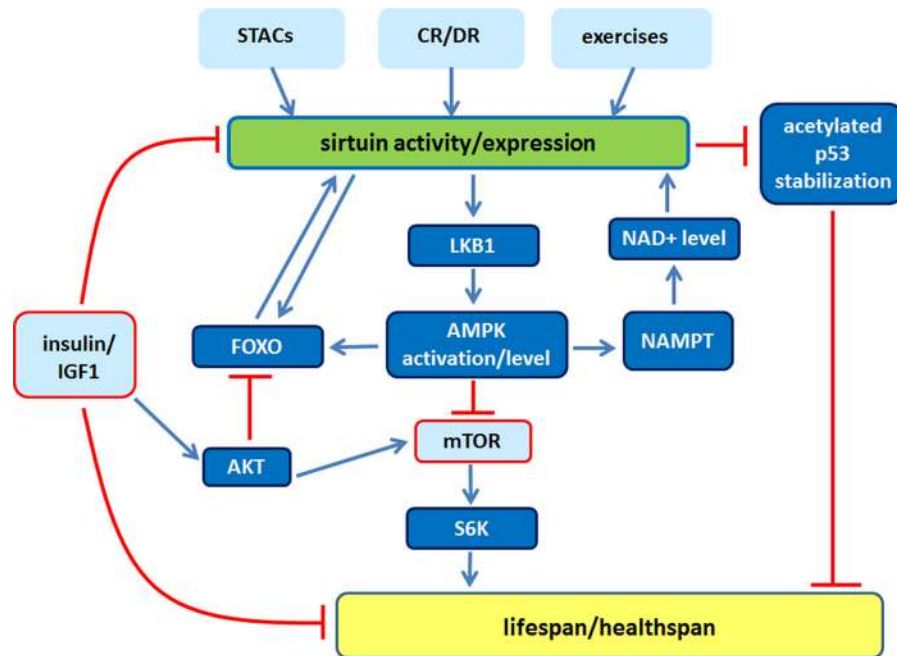 STACs
CR/DR
exercises
sirtuin activity/expression
acetylated
p53
stabilization
LKB1
NAD+ level
insulin/
IGF1
FOXO
AMPK
activation/level
NAMPT
mTOR
AKT
S6K
lifespan/healthspan